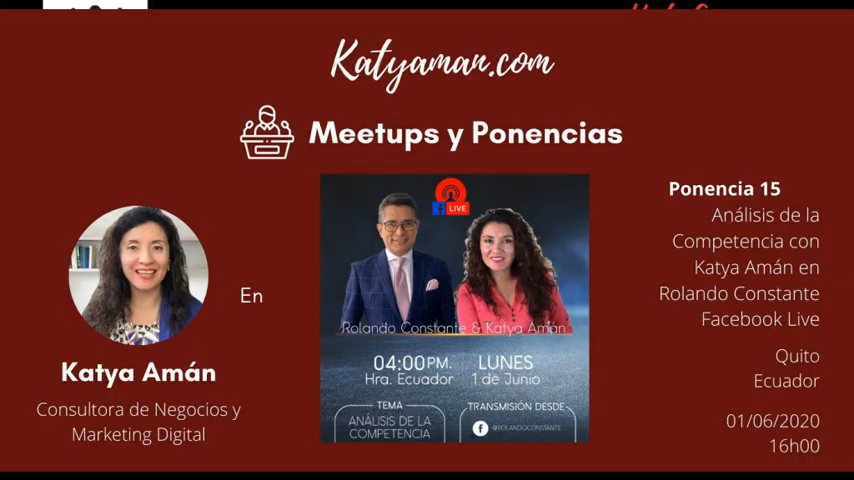 Katyaman.com
Meetups y Ponencias
LIVE
Rolando Constante & Katya Amán
04:00PM.
Hra. Ecuador
LUNES
1 de Junio
TEMA
ANÁLISIS DE LA
COMPETENCIA
TRANSMISIÓN DESDE
@ROLANDOCONSTANTE
En
Katya Amán
Consultora de Negocios y
Marketing Digital
Ponencia 15
Análisis de la
Competencia con
Katya Amán en
Rolando Constante
Facebook Live
Quito
Ecuador
01/06/2020
16h00